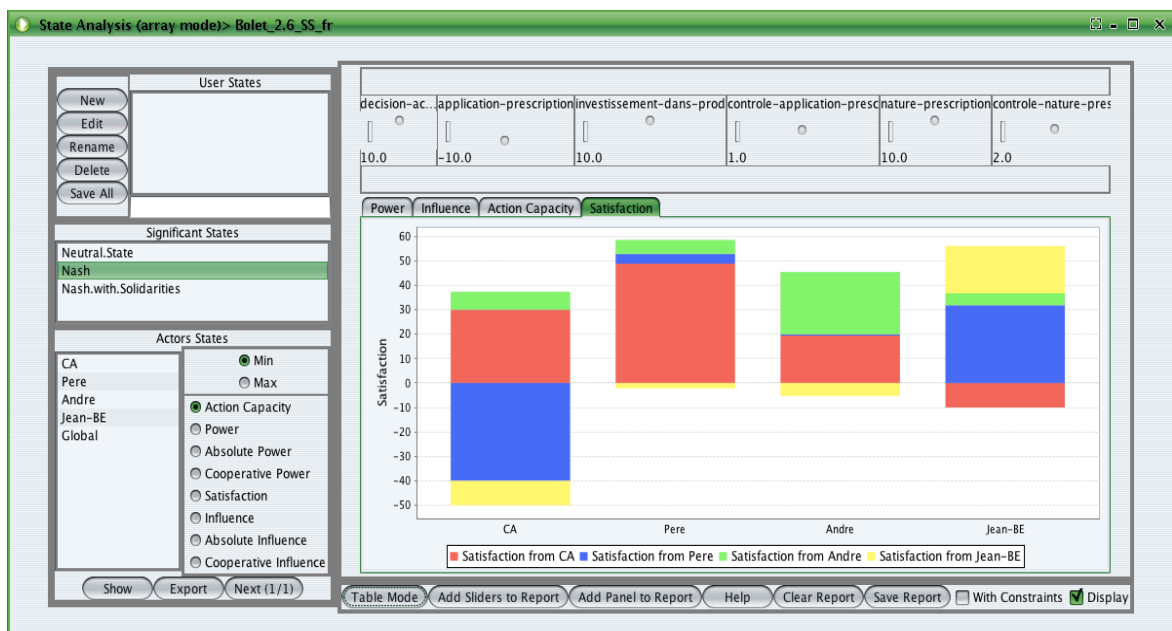 State Analysis (array mode)> Bolet_2.6_SS_fr
User States
New
Edit
Rename
Delete
Save All
Significant States
Neutral.State
Nash
Nash.with.Solidarities
Actors States
CA
Pere
Andre
Jean-BE
Global
Min
Max
Action Capacity
Power
Absolute Power
Cooperative Power
Satisfaction
Influence
Absolute Influence
Cooperative Influence
Show Export Next (1/1)
decision-ac... application-prescription investissement-dans-prod controle-application-presc nature-prescription controle-nature-pres
10.0 -10.0 10.0 1.0 10.0 2.0
Power Influence Action Capacity Satisfaction
Satisfaction
60
50
40
30
20
10
0
-10
-20
-30
-40
-50
CA Pere Andre Jean-BE
Satisfaction from CA Satisfaction from Pere Satisfaction from Andre Satisfaction from Jean-BE
Table Mode Add Sliders to Report Add Panel to Report Help Clear Report Save Report With Constraints Display